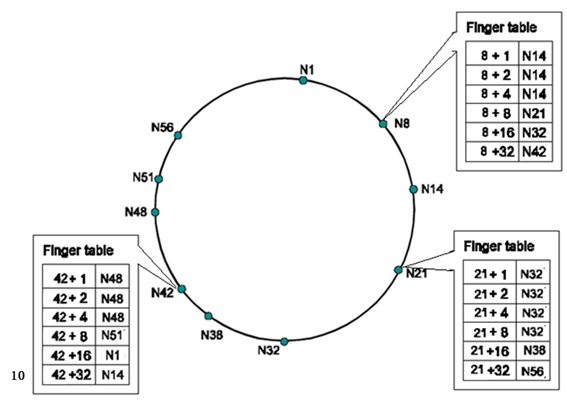 Finger table
8 + 1 N14
8 + 2 N14
8 + 4 N14
8 + 8 N21
8 +16 N32
8 +32 N42
N1
N8
N56
N14
N51
N48
Finger table
21 + 1 N32
21 + 2 N32
21 + 4 N32
21 + 8 N32
21 +16 N38
21 +32 N56
N21
Finger table
42 + 1 N48
42 + 2 N48
42 + 4 N48
42 + 8 N51
42 +16 N1
42 +32 N14
N42
N38
N32
10